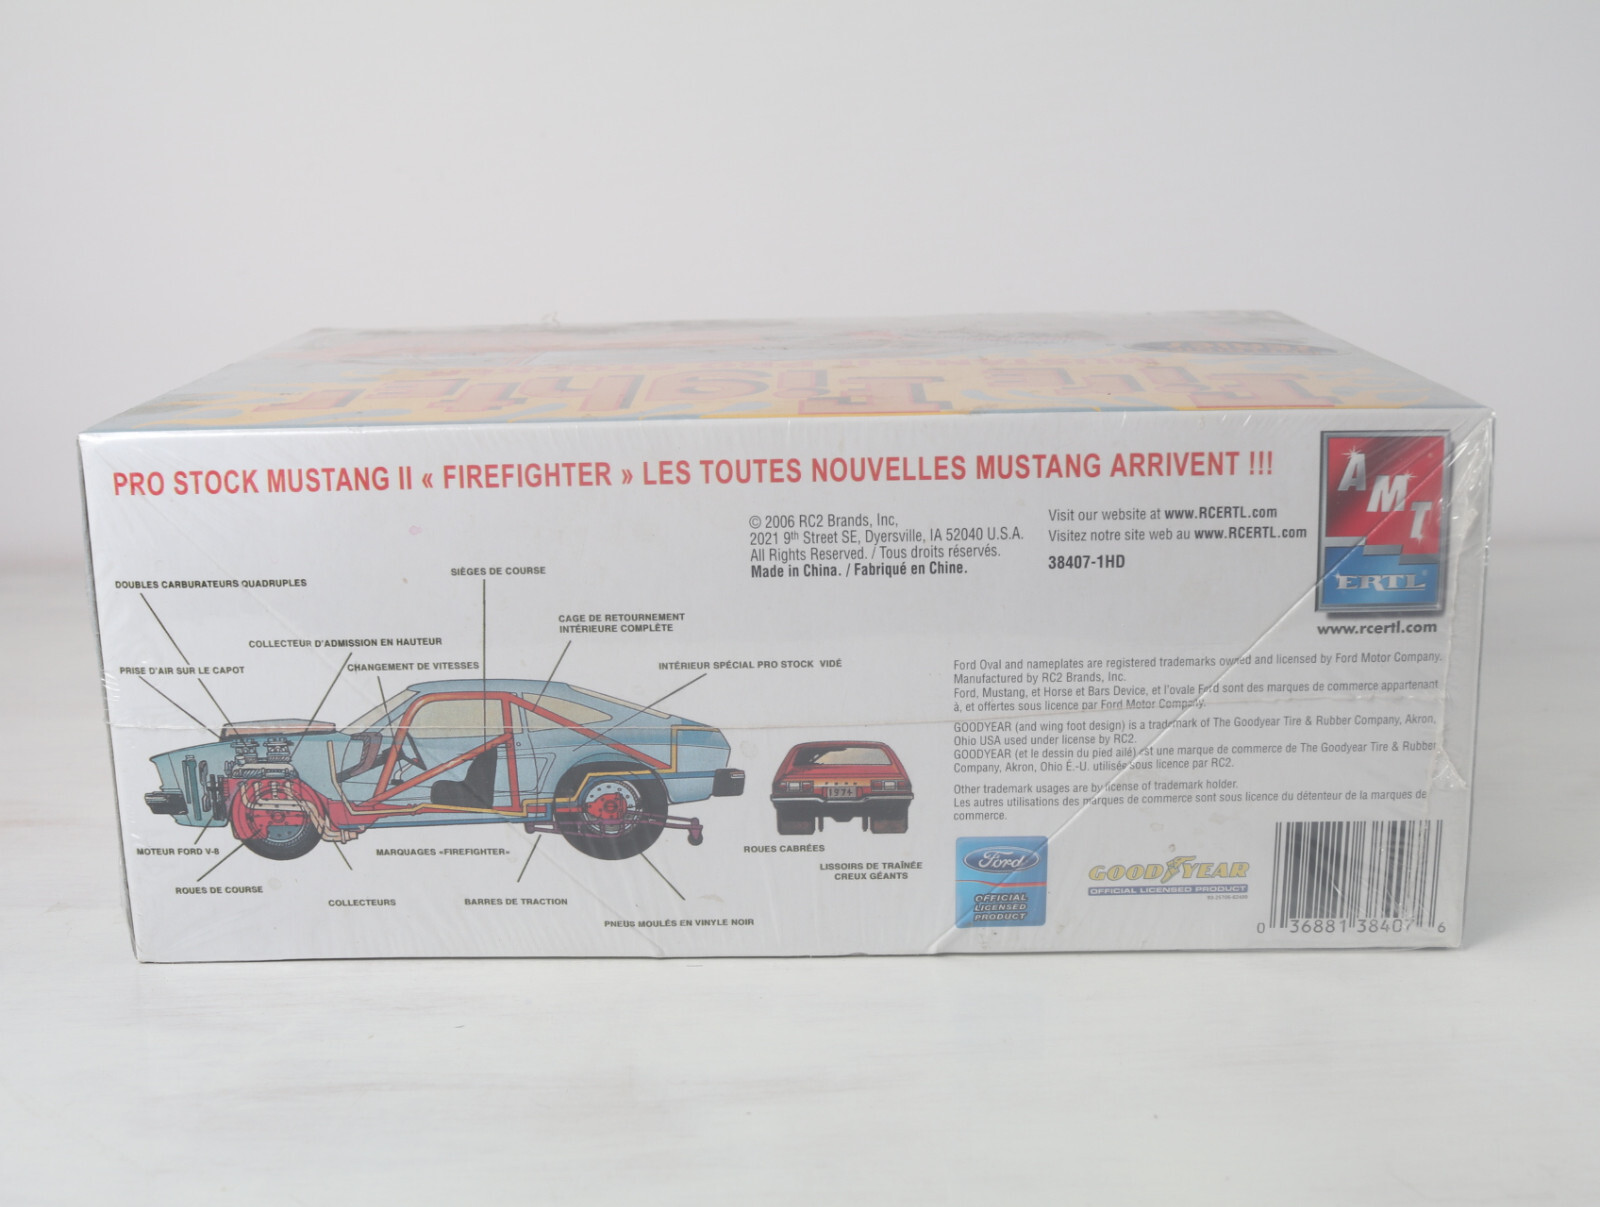 Fire Fighter
PRO STOCK MUSTANG II « FIREFIGHTER » LES TOUTES NOUVELLES MUSTANG ARRIVENT !!!
© 2006 RC2 Brands, Inc,
2021 9th Street SE, Dyersville, IA 52040 U.S.A.
All Rights Reserved. / Tous droits réservés.
Made in China. / Fabriqué en Chine.
Visit our website at www.RCERTL.com
Visitez notre site web au www.RCERTL.com
38407-1HD
AMT
ERTL®
www.rcertl.com
DOUBLES CARBURATEURS QUADRUPLES
SIÈGES DE COURSE
CAGE DE RETOURNEMENT
INTÉRIEURE COMPLÈTE
COLLECTEUR D'ADMISSION EN HAUTEUR
PRISE D'AIR SUR LE CAPOT
CHANGEMENT DE VITESSES
INTÉRIEUR SPÉCIAL PRO STOCK VIDÉ
1974
MOTEUR FORD V-8
MARQUAGES «FIREFIGHTER»
ROUES CABRÉES
ROUES DE COURSE
LISSOIRS DE TRAÎNÉE
CREUX GÉANTS
COLLECTEURS
BARRES DE TRACTION
PNEUS MOULÉS EN VINYLE NOIR
Ford Oval and nameplates are registered trademarks owned and licensed by Ford Motor Company.
Manufactured by RC2 Brands, Inc.
Ford, Mustang, et Horse et Bars Device, et l'ovale Ford sont des marques de commerce appartenant
à, et offertes sous licence par Ford Motor Company.
GOODYEAR (and wing foot design) is a trademark of The Goodyear Tire & Rubber Company, Akron,
Ohio USA used under license by RC2.
GOODYEAR (et le dessin du pied ailé) est une marque de commerce de The Goodyear Tire & Rubber
Company, Akron, Ohio É.-U. utilisée sous licence par RC2.
Other trademark usages are by license of trademark holder.
Les autres utilisations des marques de commerce sont sous licence du détenteur de la marques de
commerce.
Ford
OFFICIAL
LICENSED
PRODUCT
GOODYEAR
OFFICIAL LICENSED PRODUCT
0 36881 38407 6